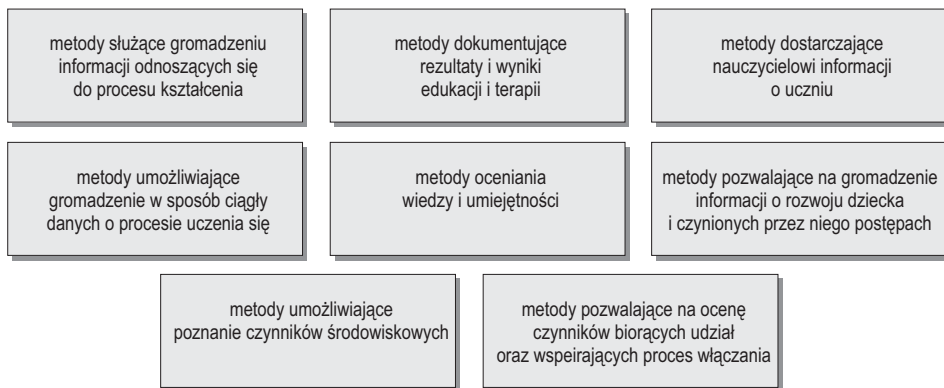 metody służące gromadzeniu
informacji odnoszących się
do procesu kształcenia
metody dokumentujące
rezultaty i wyniki
edukacji i terapii
metody dostarczające
nauczycielowi informacji
o uczniu
metody umożliwiające
gromadzenie w sposób ciągły
danych o procesie uczenia się
metody oceniania
wiedzy i umiejętności
metody pozwalające na gromadzenie
informacji o rozwoju dziecka
i czynionych przez niego postępach
metody umożliwiające
poznanie czynników środowiskowych
metody pozwalające na ocenę
czynników biorących udział
oraz wspeirających proces włączania